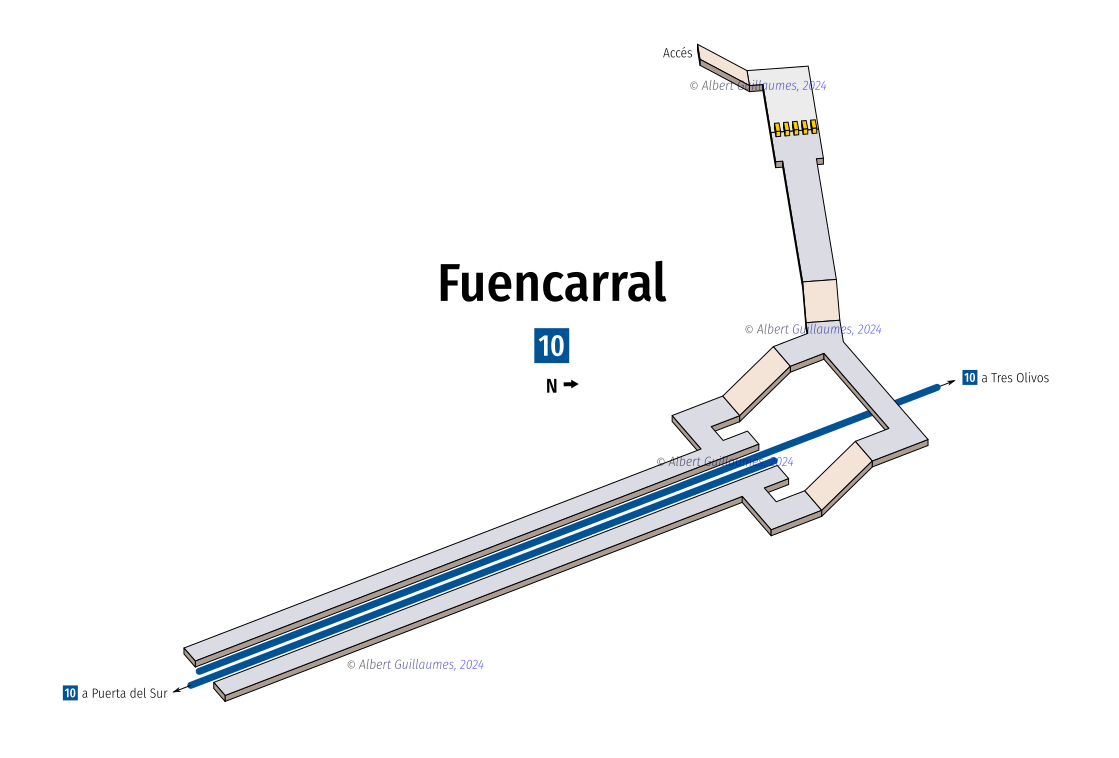 Accés
© Albert Guillaumes, 2024
Fuencarral
10
N
© Albert Guillaumes, 2024
10 a Tres Olivos
© Albert Guillaumes, 2024
© Albert Guillaumes, 2024
10 a Puerta del Sur